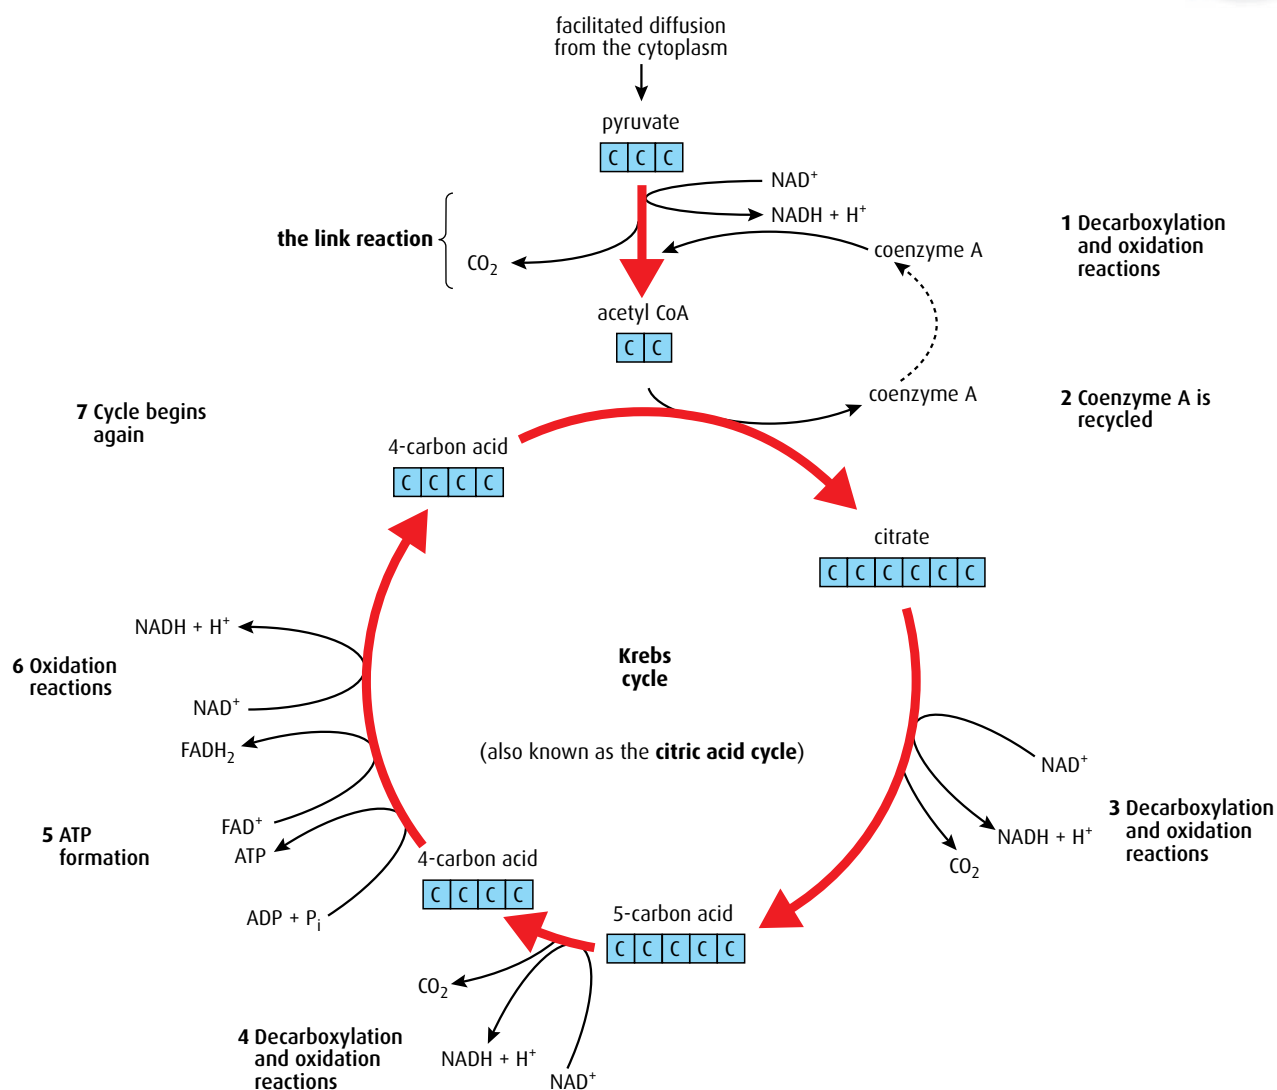 facilitated diffusion
from the cytoplasm
pyruvate
C C C
NAD⁺
NADH + H⁺
the link reaction
CO₂
coenzyme A
1 Decarboxylation
and oxidation
reactions
acetyl CoA
C C
coenzyme A
2 Coenzyme A is
recycled
7 Cycle begins
again
4-carbon acid
C C C C
citrate
C C C C C C
NADH + H⁺
6 Oxidation
reactions
NAD⁺
FADH₂
Krebs
cycle
(also known as the citric acid cycle)
NAD⁺
NADH + H⁺
CO₂
3 Decarboxylation
and oxidation
reactions
FAD⁺
5 ATP
formation
ATP
ADP + Pᵢ
4-carbon acid
C C C C
5-carbon acid
C C C C C
CO₂
4 Decarboxylation
and oxidation
reactions
NADH + H⁺
NAD⁺